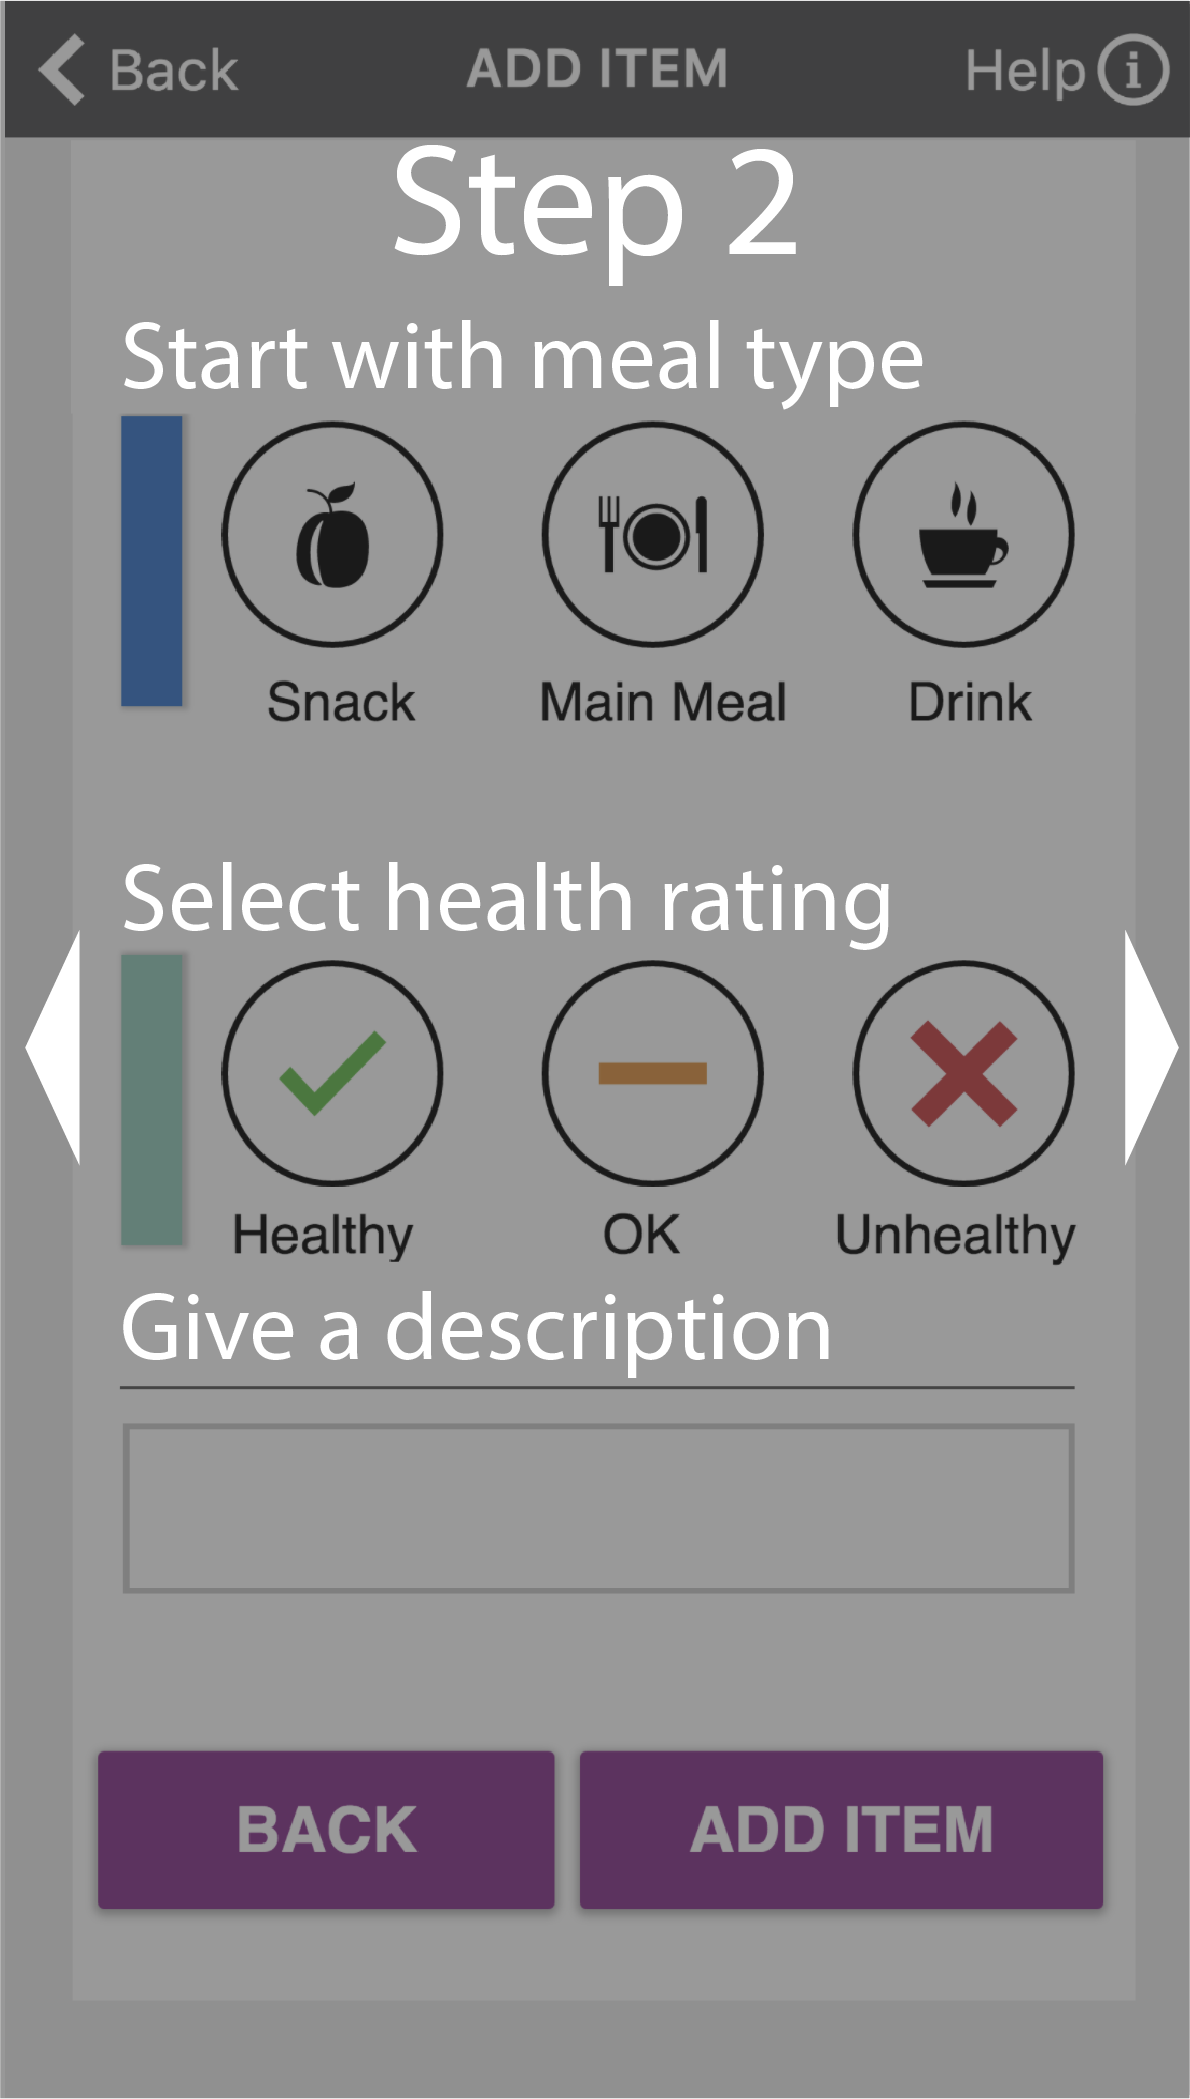 Back ADD ITEM Help i
Step 2
Start with meal type
Snack Main Meal Drink
Select health rating
Healthy OK Unhealthy
Give a description
BACK ADD ITEM